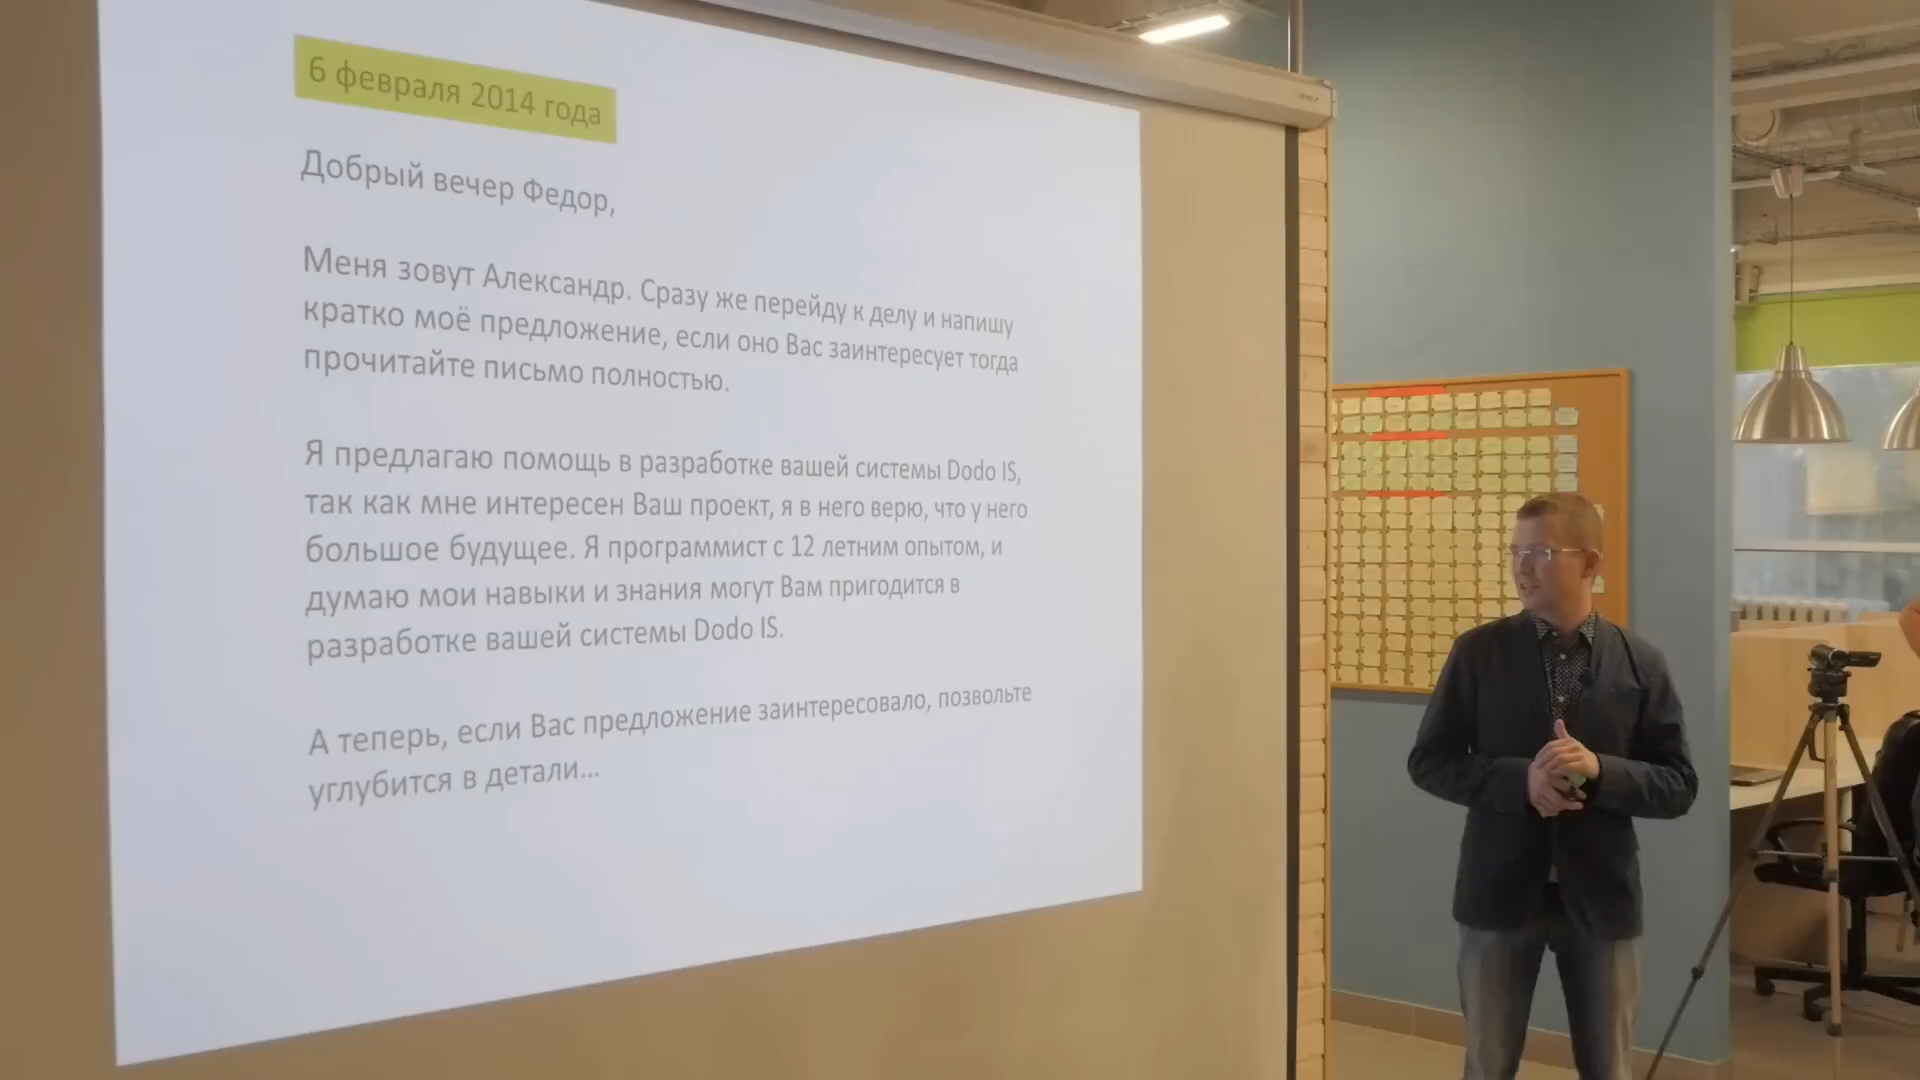 6 февраля 2014 года
Добрый вечер Федор,
Меня зовут Александр. Сразу же перейду к делу и напишу
кратко моё предложение, если оно Вас заинтересует тогда
прочитайте письмо полностью.
Я предлагаю помощь в разработке вашей системы Dodo IS,
так как мне интересен Ваш проект, я в него верю, что у него
большое будущее. Я программист с 12 летним опытом, и
думаю мои навыки и знания могут Вам пригодится в
разработке вашей системы Dodo IS.
А теперь, если Вас предложение заинтересовало, позвольте
углубится в детали...